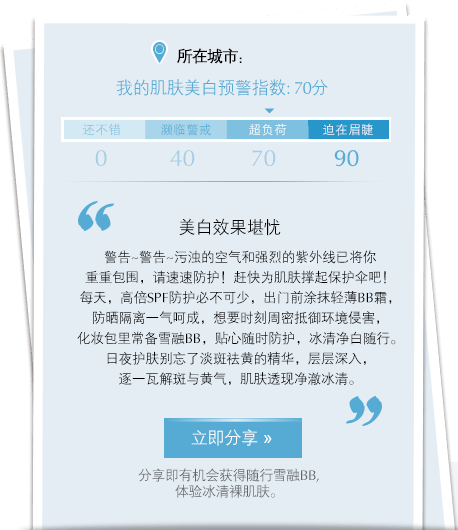 所在城市:
我的肌肤美白预警指数: 70分
还不错 濒临警戒 超负荷 迫在眉睫
0 40 70 90
“
美白效果堪忧
警告~警告~污浊的空气和强烈的紫外线已将你
重重包围，请速速防护！赶快为肌肤撑起保护伞吧！
每天，高倍SPF防护必不可少，出门前涂抹轻薄BB霜，
防晒隔离一气呵成，想要时刻周密抵御环境侵害，
化妆包里常备雪融BB，贴心随时防护，冰清净白随行。
日夜护肤别忘了淡斑祛黄的精华，层层深入，
逐一瓦解斑与黄气，肌肤透现净澈冰清。
”
立即分享 »
分享即有机会获得随行雪融BB,
体验冰清裸肌肤。